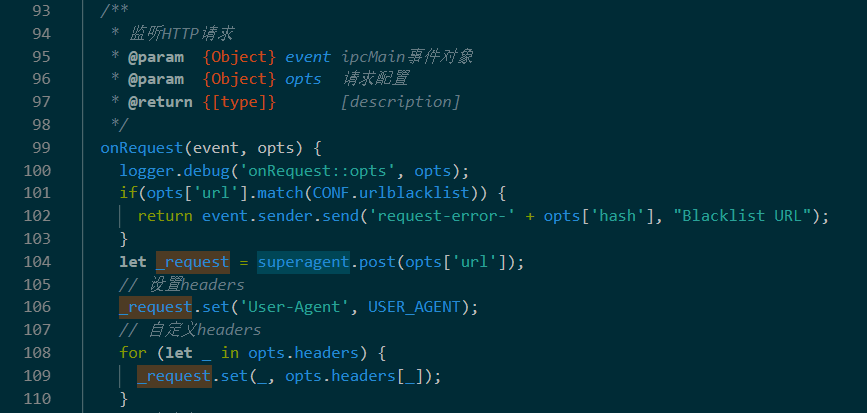 93 /**
94 * 监听HTTP请求
95 * @param {Object} event ipcMain事件对象
96 * @param {Object} opts 请求配置
97 * @return {[type]} [description]
98 */
99 onRequest(event, opts) {
100 logger.debug('onRequest::opts', opts);
101 if(opts['url'].match(CONF.urlblacklist)) {
102 return event.sender.send('request-error-' + opts['hash'], "Blacklist URL");
103 }
104 let _request = superagent.post(opts['url']);
105 // 设置headers
106 _request.set('User-Agent', USER_AGENT);
107 // 自定义headers
108 for (let _ in opts.headers) {
109 _request.set(_, opts.headers[_]);
110 }